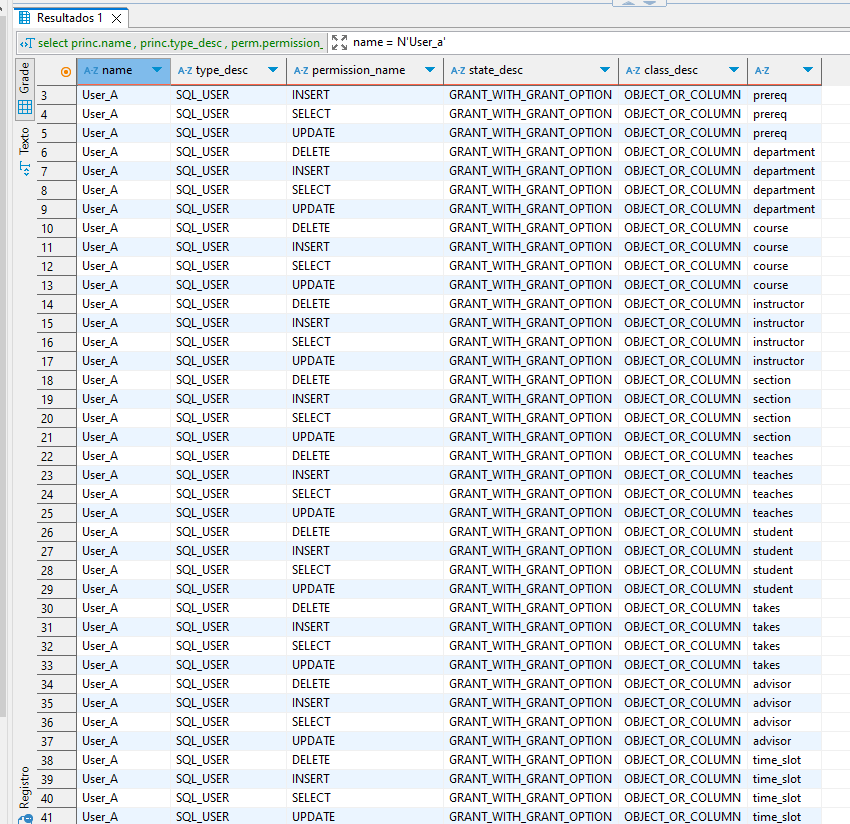 Resultados 1
select princ.name , princ.type_desc , perm.permission_ name = N'User_a'
Grade
Texto
Registro
A-Z name A-Z type_desc A-Z permission_name A-Z state_desc A-Z class_desc A-Z
3 User_A SQL_USER INSERT GRANT_WITH_GRANT_OPTION OBJECT_OR_COLUMN prereq
4 User_A SQL_USER SELECT GRANT_WITH_GRANT_OPTION OBJECT_OR_COLUMN prereq
5 User_A SQL_USER UPDATE GRANT_WITH_GRANT_OPTION OBJECT_OR_COLUMN prereq
6 User_A SQL_USER DELETE GRANT_WITH_GRANT_OPTION OBJECT_OR_COLUMN department
7 User_A SQL_USER INSERT GRANT_WITH_GRANT_OPTION OBJECT_OR_COLUMN department
8 User_A SQL_USER SELECT GRANT_WITH_GRANT_OPTION OBJECT_OR_COLUMN department
9 User_A SQL_USER UPDATE GRANT_WITH_GRANT_OPTION OBJECT_OR_COLUMN department
10 User_A SQL_USER DELETE GRANT_WITH_GRANT_OPTION OBJECT_OR_COLUMN course
11 User_A SQL_USER INSERT GRANT_WITH_GRANT_OPTION OBJECT_OR_COLUMN course
12 User_A SQL_USER SELECT GRANT_WITH_GRANT_OPTION OBJECT_OR_COLUMN course
13 User_A SQL_USER UPDATE GRANT_WITH_GRANT_OPTION OBJECT_OR_COLUMN course
14 User_A SQL_USER DELETE GRANT_WITH_GRANT_OPTION OBJECT_OR_COLUMN instructor
15 User_A SQL_USER INSERT GRANT_WITH_GRANT_OPTION OBJECT_OR_COLUMN instructor
16 User_A SQL_USER SELECT GRANT_WITH_GRANT_OPTION OBJECT_OR_COLUMN instructor
17 User_A SQL_USER UPDATE GRANT_WITH_GRANT_OPTION OBJECT_OR_COLUMN instructor
18 User_A SQL_USER DELETE GRANT_WITH_GRANT_OPTION OBJECT_OR_COLUMN section
19 User_A SQL_USER INSERT GRANT_WITH_GRANT_OPTION OBJECT_OR_COLUMN section
20 User_A SQL_USER SELECT GRANT_WITH_GRANT_OPTION OBJECT_OR_COLUMN section
21 User_A SQL_USER UPDATE GRANT_WITH_GRANT_OPTION OBJECT_OR_COLUMN section
22 User_A SQL_USER DELETE GRANT_WITH_GRANT_OPTION OBJECT_OR_COLUMN teaches
23 User_A SQL_USER INSERT GRANT_WITH_GRANT_OPTION OBJECT_OR_COLUMN teaches
24 User_A SQL_USER SELECT GRANT_WITH_GRANT_OPTION OBJECT_OR_COLUMN teaches
25 User_A SQL_USER UPDATE GRANT_WITH_GRANT_OPTION OBJECT_OR_COLUMN teaches
26 User_A SQL_USER DELETE GRANT_WITH_GRANT_OPTION OBJECT_OR_COLUMN student
27 User_A SQL_USER INSERT GRANT_WITH_GRANT_OPTION OBJECT_OR_COLUMN student
28 User_A SQL_USER SELECT GRANT_WITH_GRANT_OPTION OBJECT_OR_COLUMN student
29 User_A SQL_USER UPDATE GRANT_WITH_GRANT_OPTION OBJECT_OR_COLUMN student
30 User_A SQL_USER DELETE GRANT_WITH_GRANT_OPTION OBJECT_OR_COLUMN takes
31 User_A SQL_USER INSERT GRANT_WITH_GRANT_OPTION OBJECT_OR_COLUMN takes
32 User_A SQL_USER SELECT GRANT_WITH_GRANT_OPTION OBJECT_OR_COLUMN takes
33 User_A SQL_USER UPDATE GRANT_WITH_GRANT_OPTION OBJECT_OR_COLUMN takes
34 User_A SQL_USER DELETE GRANT_WITH_GRANT_OPTION OBJECT_OR_COLUMN advisor
35 User_A SQL_USER INSERT GRANT_WITH_GRANT_OPTION OBJECT_OR_COLUMN advisor
36 User_A SQL_USER SELECT GRANT_WITH_GRANT_OPTION OBJECT_OR_COLUMN advisor
37 User_A SQL_USER UPDATE GRANT_WITH_GRANT_OPTION OBJECT_OR_COLUMN advisor
38 User_A SQL_USER DELETE GRANT_WITH_GRANT_OPTION OBJECT_OR_COLUMN time_slot
39 User_A SQL_USER INSERT GRANT_WITH_GRANT_OPTION OBJECT_OR_COLUMN time_slot
40 User_A SQL_USER SELECT GRANT_WITH_GRANT_OPTION OBJECT_OR_COLUMN time_slot
41 User_A SQL_USER UPDATE GRANT_WITH_GRANT_OPTION OBJECT_OR_COLUMN time_slot